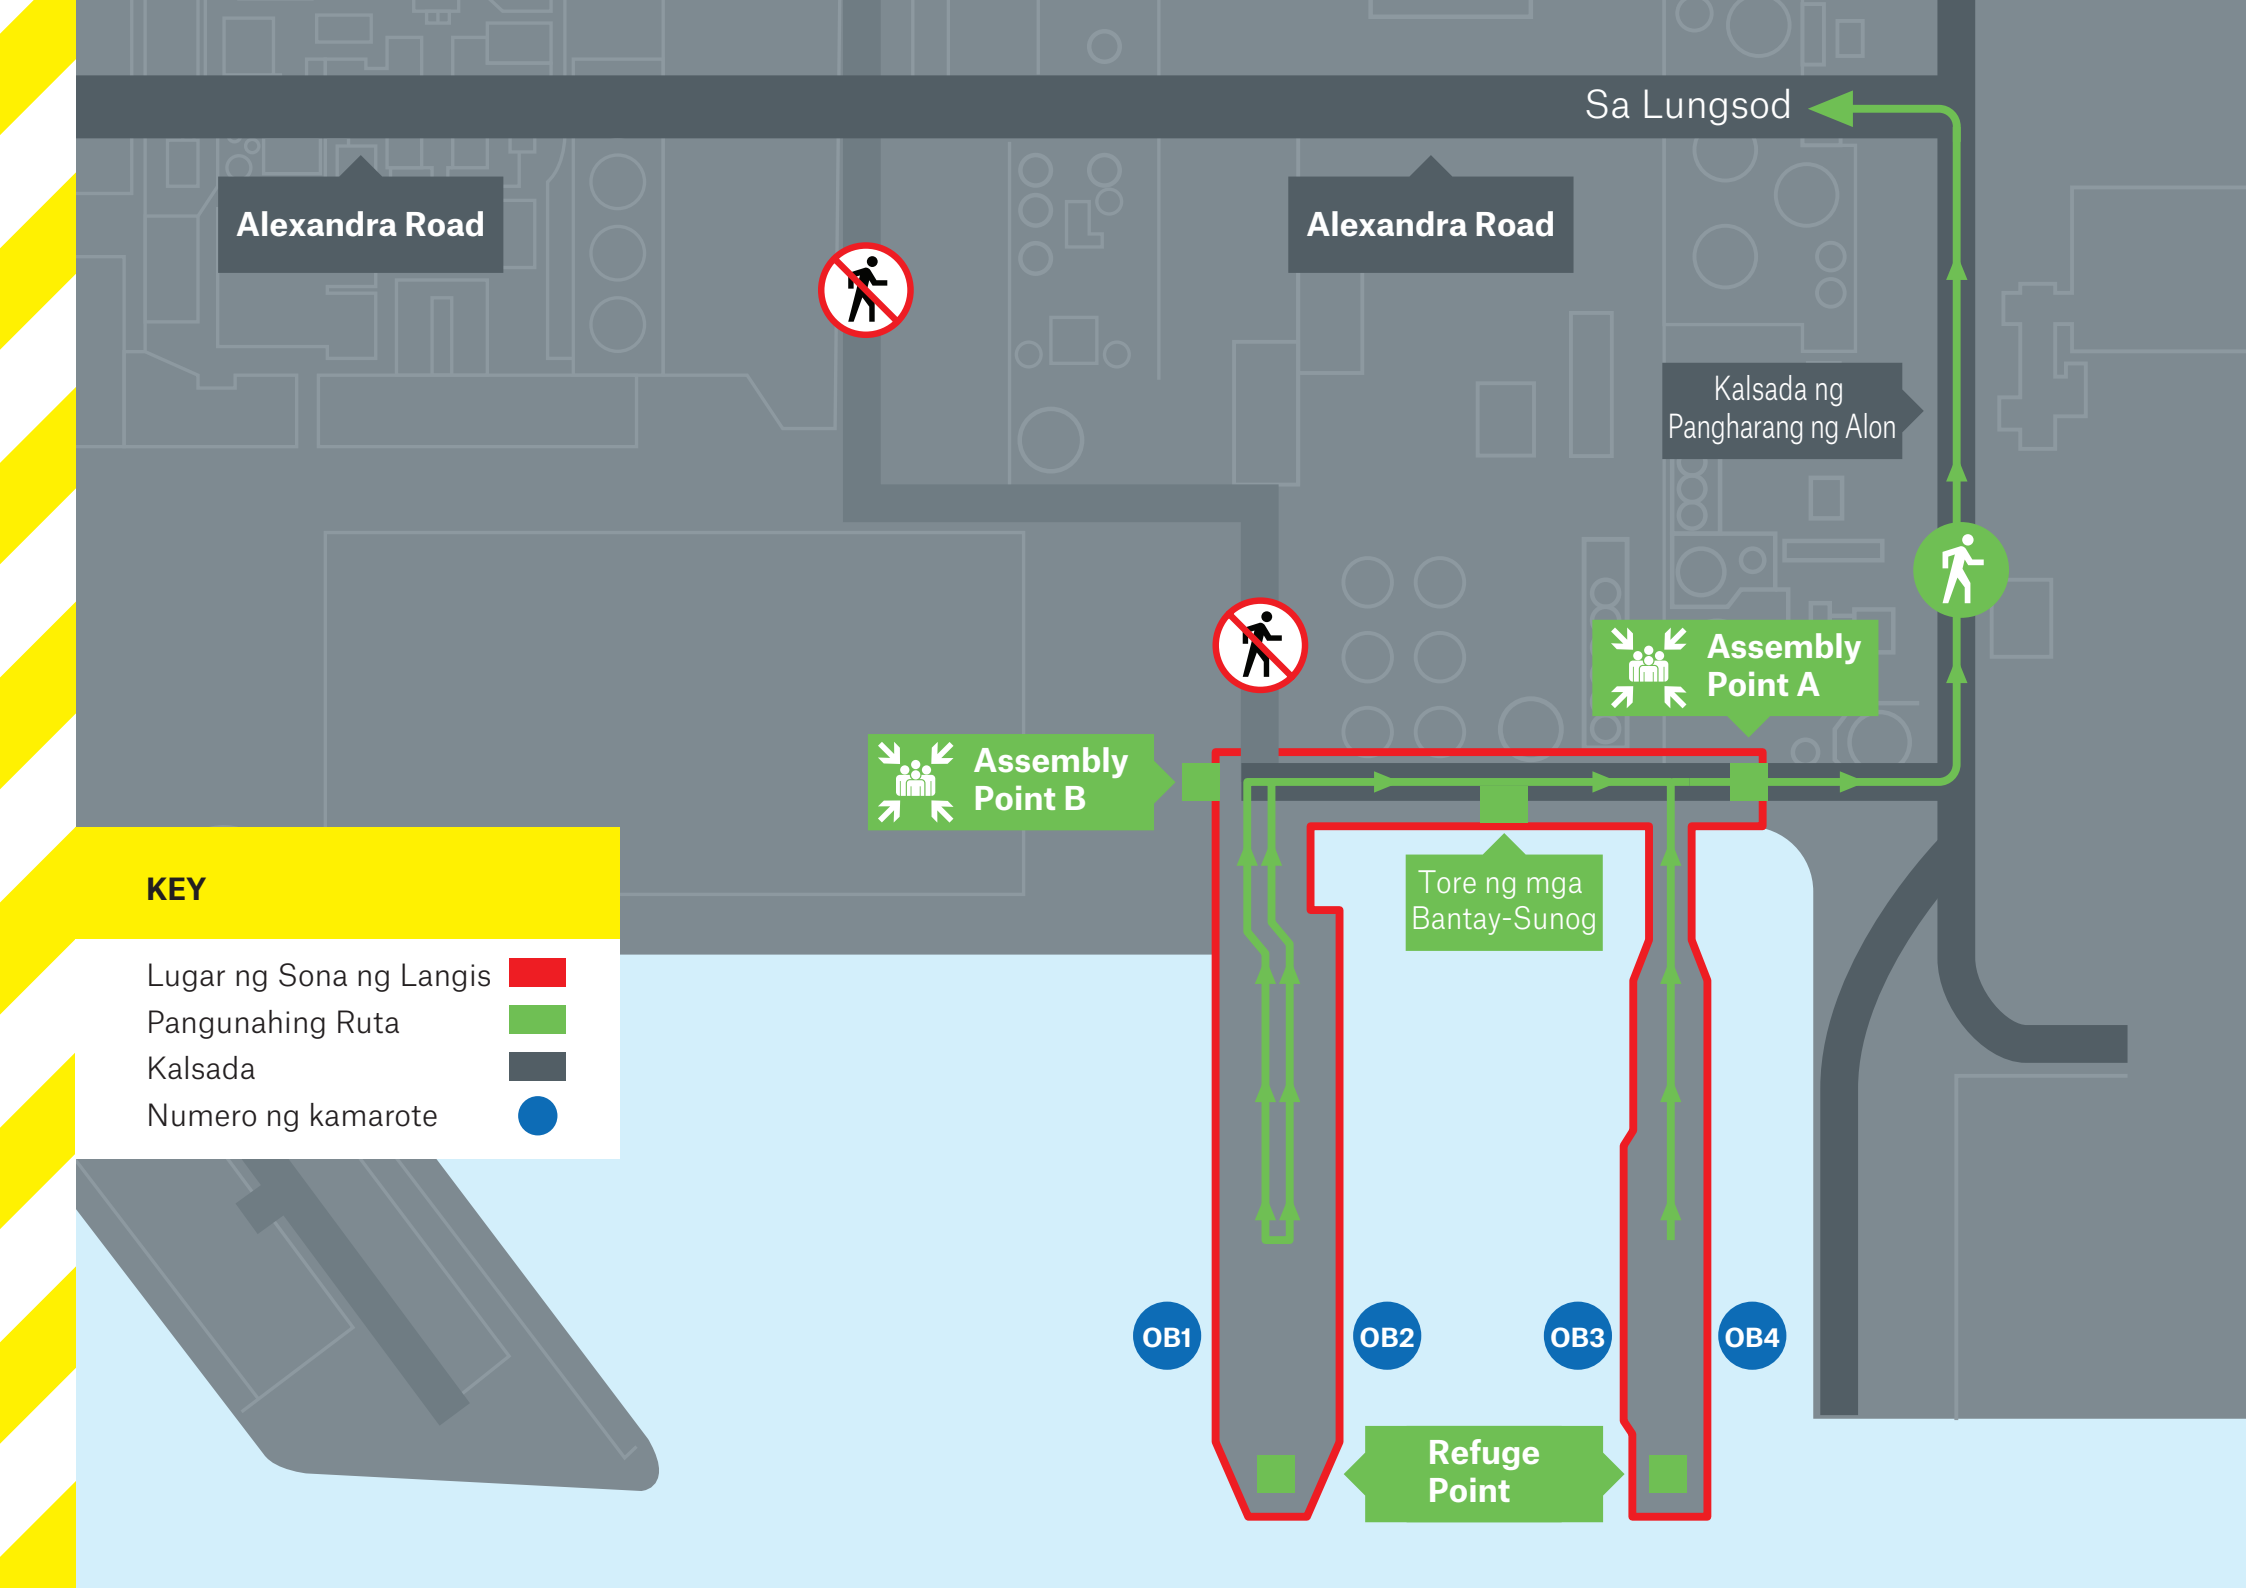 Sa Lungsod
Alexandra Road
Alexandra Road
Kalsada ng
Pangharang ng Alon
Assembly
Point A
Assembly
Point B
Tore ng mga
Bantay-Sunog
KEY
Lugar ng Sona ng Langis
Pangunahing Ruta
Kalsada
Numero ng kamarote
OB1
OB2
OB3
OB4
Refuge
Point